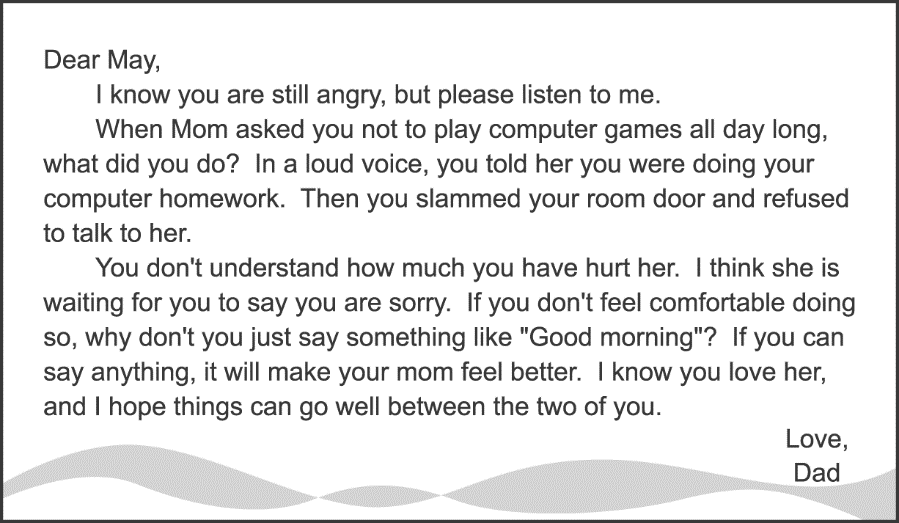 Dear May,
I know you are still angry, but please listen to me.
When Mom asked you not to play computer games all day long,
what did you do?  In a loud voice, you told her you were doing your
computer homework.  Then you slammed your room door and refused
to talk to her.
You don't understand how much you have hurt her.  I think she is
waiting for you to say you are sorry.  If you don't feel comfortable doing
so, why don't you just say something like "Good morning"?  If you can
say anything, it will make your mom feel better.  I know you love her,
and I hope things can go well between the two of you.
Love,
Dad